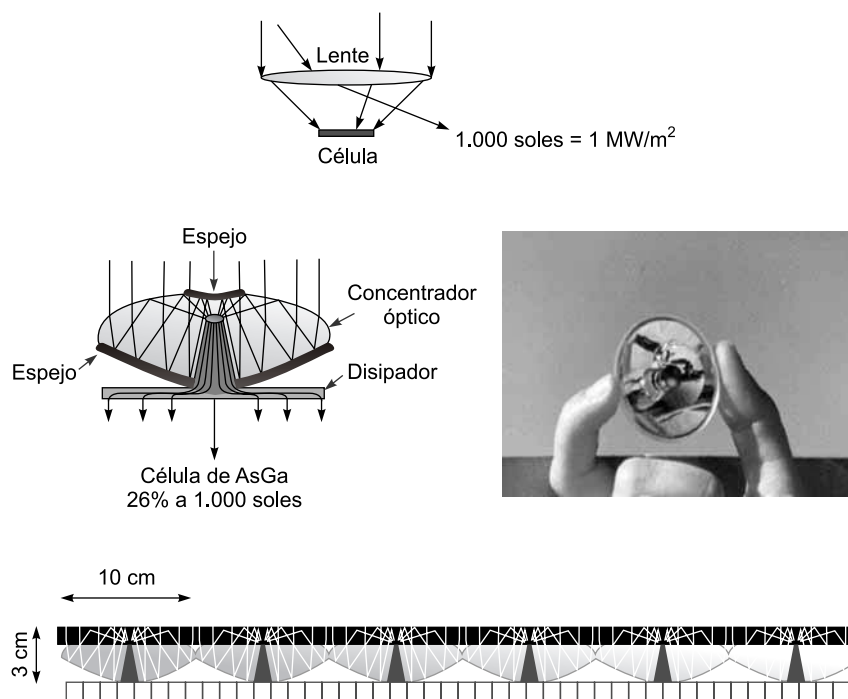 Lente
1.000 soles = 1 MW/m²
Célula
Espejo
Concentrador
óptico
Espejo
Disipador
Célula de AsGa
26% a 1.000 soles
10 cm
3 cm